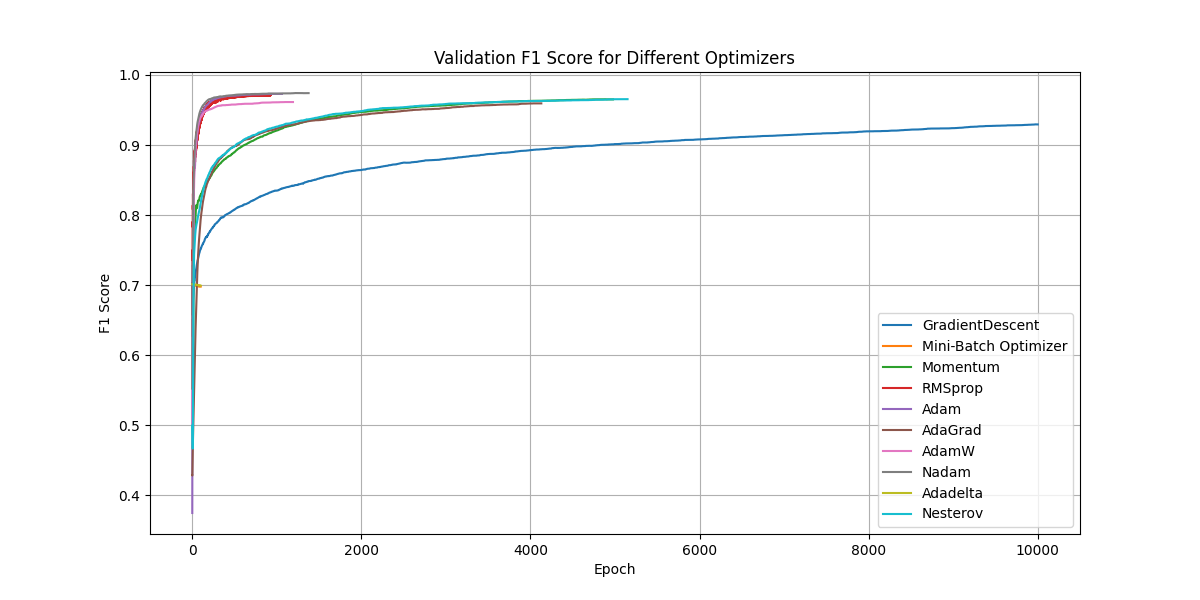 Validation F1 Score for Different Optimizers
1.0
0.9
0.8
0.7
0.6
0.5
0.4
F1 Score
0
2000
4000
6000
8000
10000
Epoch
GradientDescent
Mini-Batch Optimizer
Momentum
RMSprop
Adam
AdaGrad
AdamW
Nadam
Adadelta
Nesterov